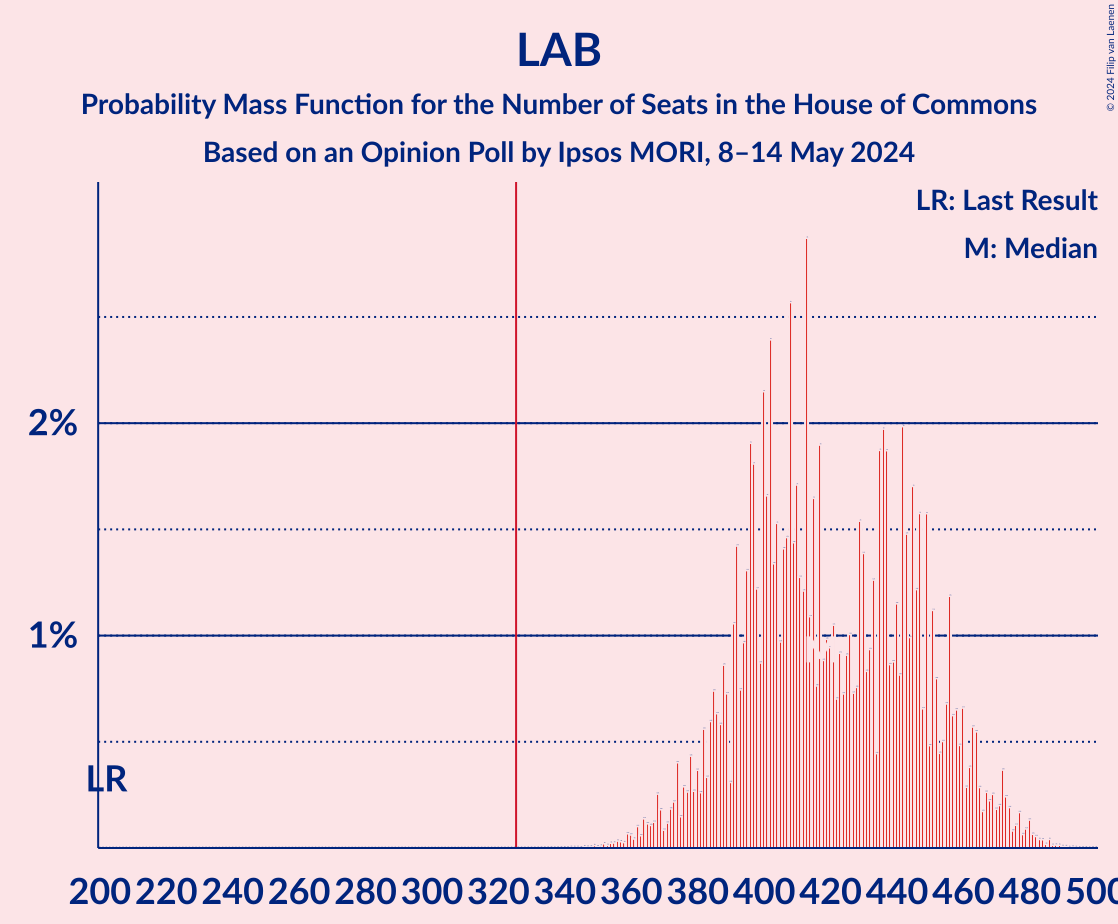 LAB
Probability Mass Function for the Number of Seats in the House of Commons
Based on an Opinion Poll by Ipsos MORI, 8–14 May 2024
© 2024 Filip van Laenen
LR: Last Result
M: Median
2%
1%
LR
200 220 240 260 280 300 320 340 360 380 400 420 440 460 480 500